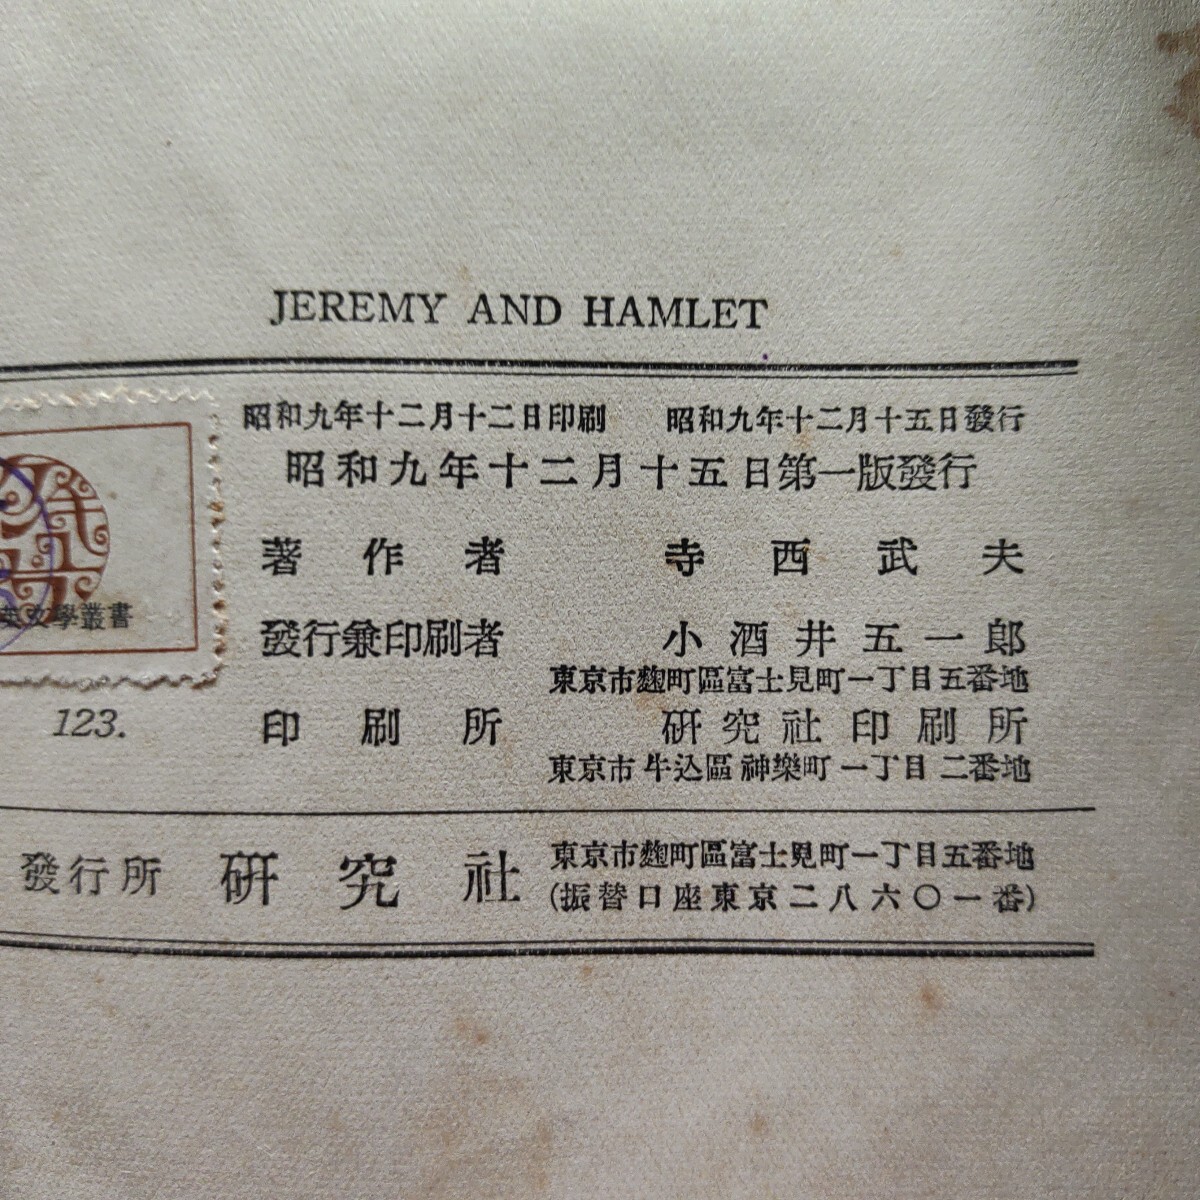 JEREMY AND HAMLET
昭和九年十二月十二日印刷 昭和九年十二月十五日發行
昭和九年十二月十五日第一版發行
著作者 寺西武夫
發行兼印刷者 小酒井五一郎
東京市麴町區富士見町一丁目五番地
印刷所 硏究社印刷所
東京市牛込區神樂町一丁目二番地
英文學叢書
123.
發行所 硏究社 東京市麴町區富士見町一丁目五番地
(振替口座東京二八六〇一番)